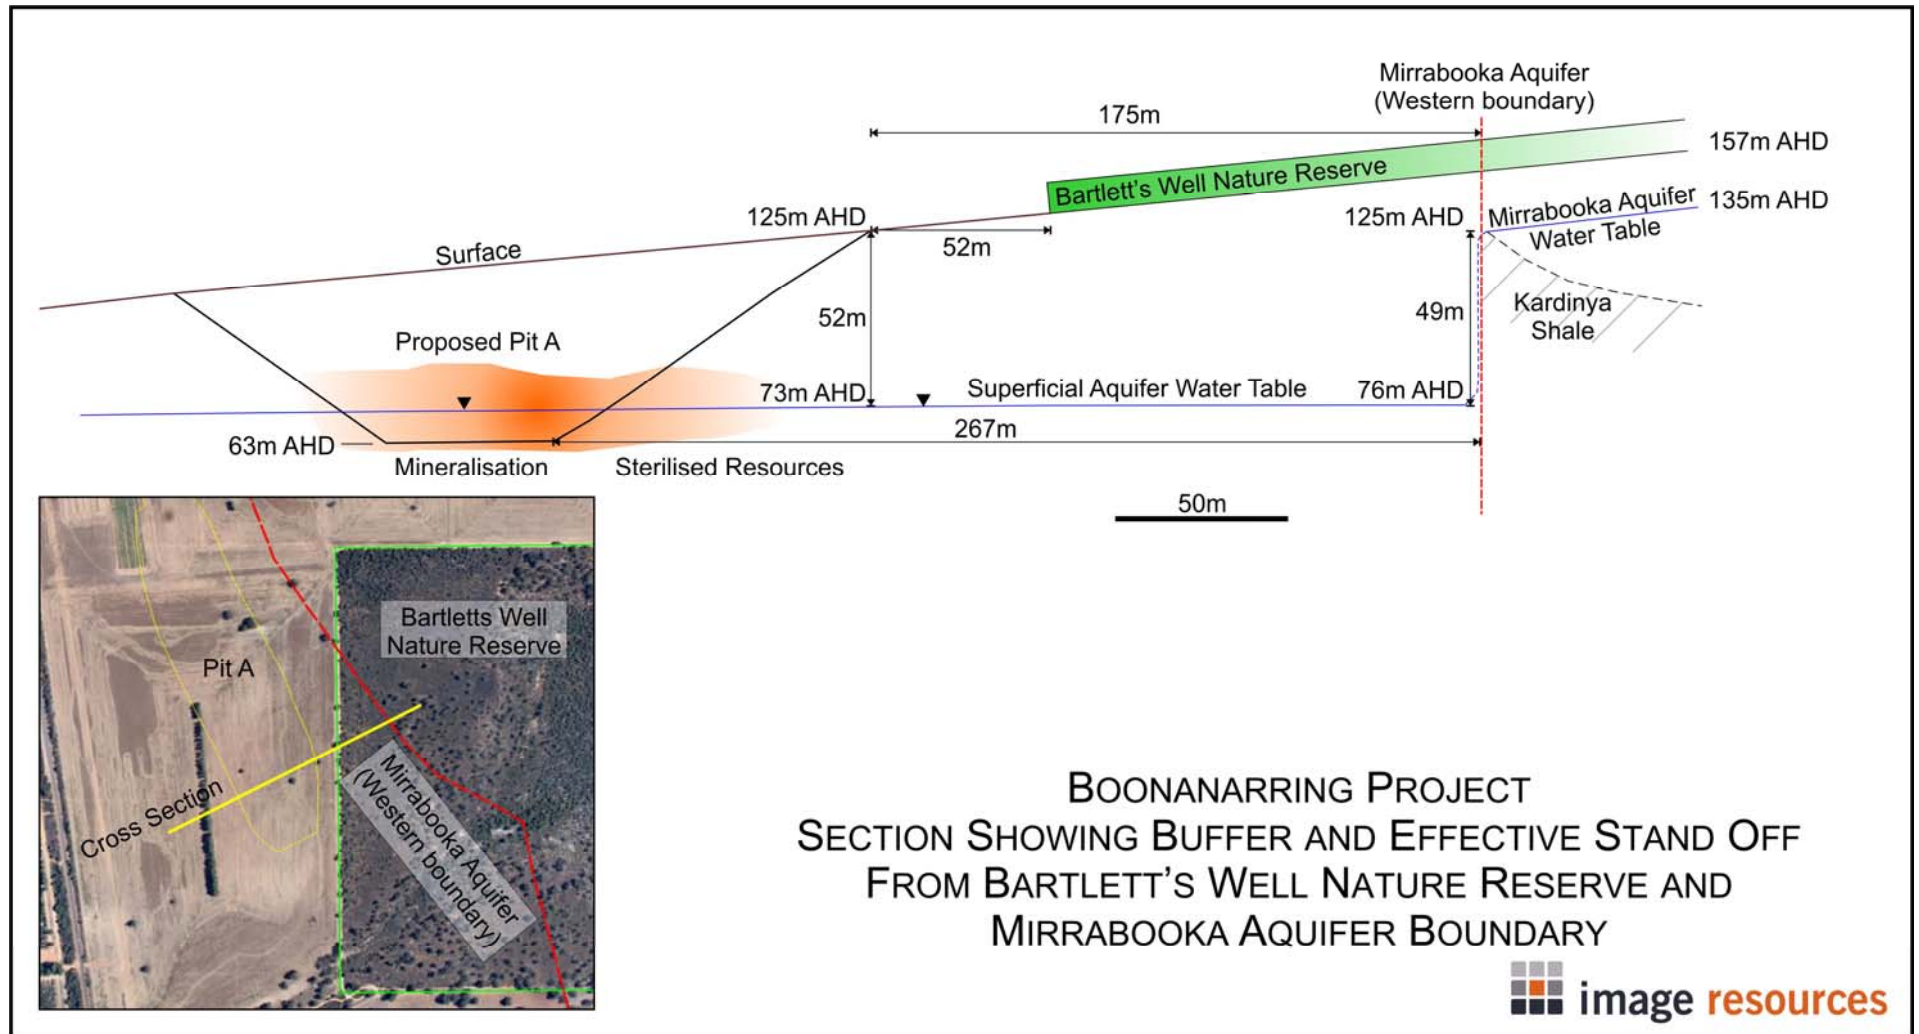 Mirrabooka Aquifer
(Western boundary)
175m
157m AHD
Bartlett's Well Nature Reserve
125m AHD
125m AHD
Mirrabooka Aquifer
Water Table
135m AHD
52m
Surface
52m
49m
Kardinya
Shale
Proposed Pit A
73m AHD
Superficial Aquifer Water Table
76m AHD
63m AHD
267m
Mineralisation
Sterilised Resources
50m
Bartletts Well
Nature Reserve
Pit A
Cross Section
Mirrabooka Aquifer
(Western boundary)
BOONANARRING PROJECT
SECTION SHOWING BUFFER AND EFFECTIVE STAND OFF
FROM BARTLETT'S WELL NATURE RESERVE AND
MIRRABOOKA AQUIFER BOUNDARY
image resources